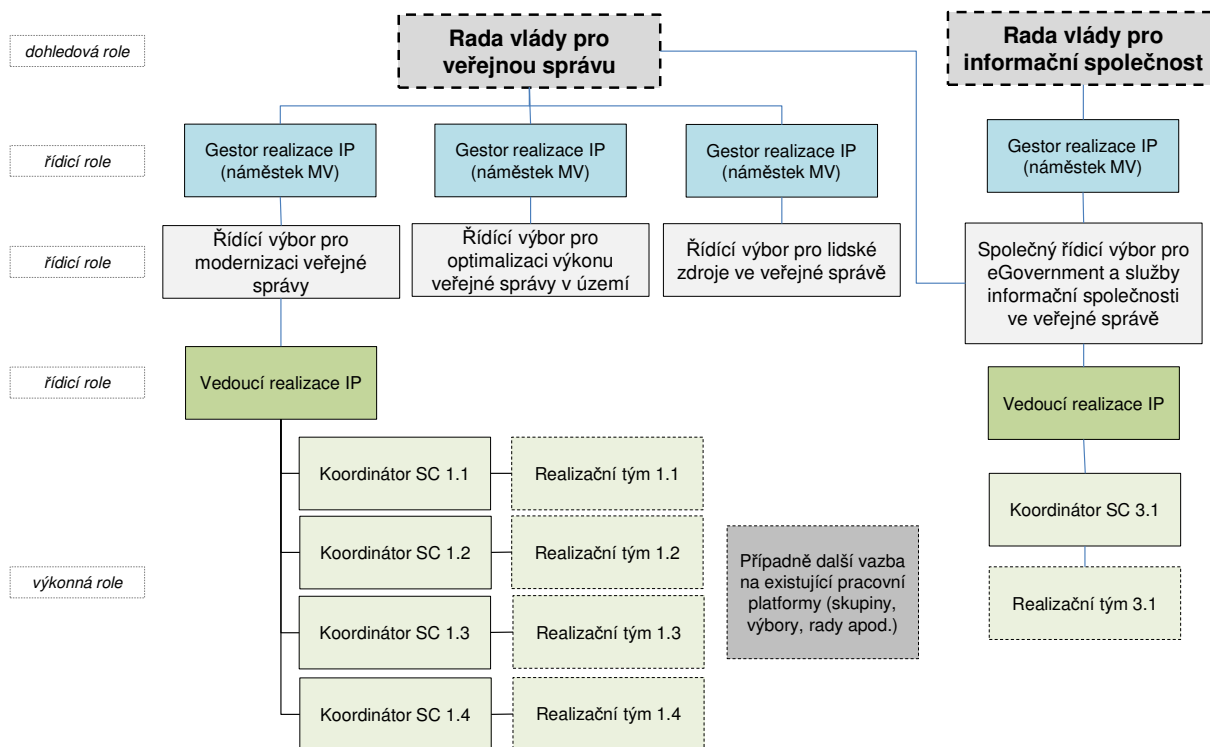 dohledová role
Rada vlády pro
veřejnou správu
Rada vlády pro
informační společnost
řídicí role
Gestor realizace IP
(náměstek MV)
Gestor realizace IP
(náměstek MV)
Gestor realizace IP
(náměstek MV)
Gestor realizace IP
(náměstek MV)
řídicí role
Řídící výbor pro
modernizaci veřejné
správy
Řídící výbor pro
optimalizaci výkonu
veřejné správy v území
Řídící výbor pro lidské
zdroje ve veřejné správě
Společný řídicí výbor pro
eGovernment a služby
informační společnosti
ve veřejné správě
řídicí role
Vedoucí realizace IP
Vedoucí realizace IP
výkonná role
Koordinátor SC 1.1
Realizační tým 1.1
Koordinátor SC 1.2
Realizační tým 1.2
Koordinátor SC 1.3
Realizační tým 1.3
Koordinátor SC 1.4
Realizační tým 1.4
Případně další vazba
na existující pracovní
platformy (skupiny,
výbory, rady apod.)
Koordinátor SC 3.1
Realizační tým 3.1